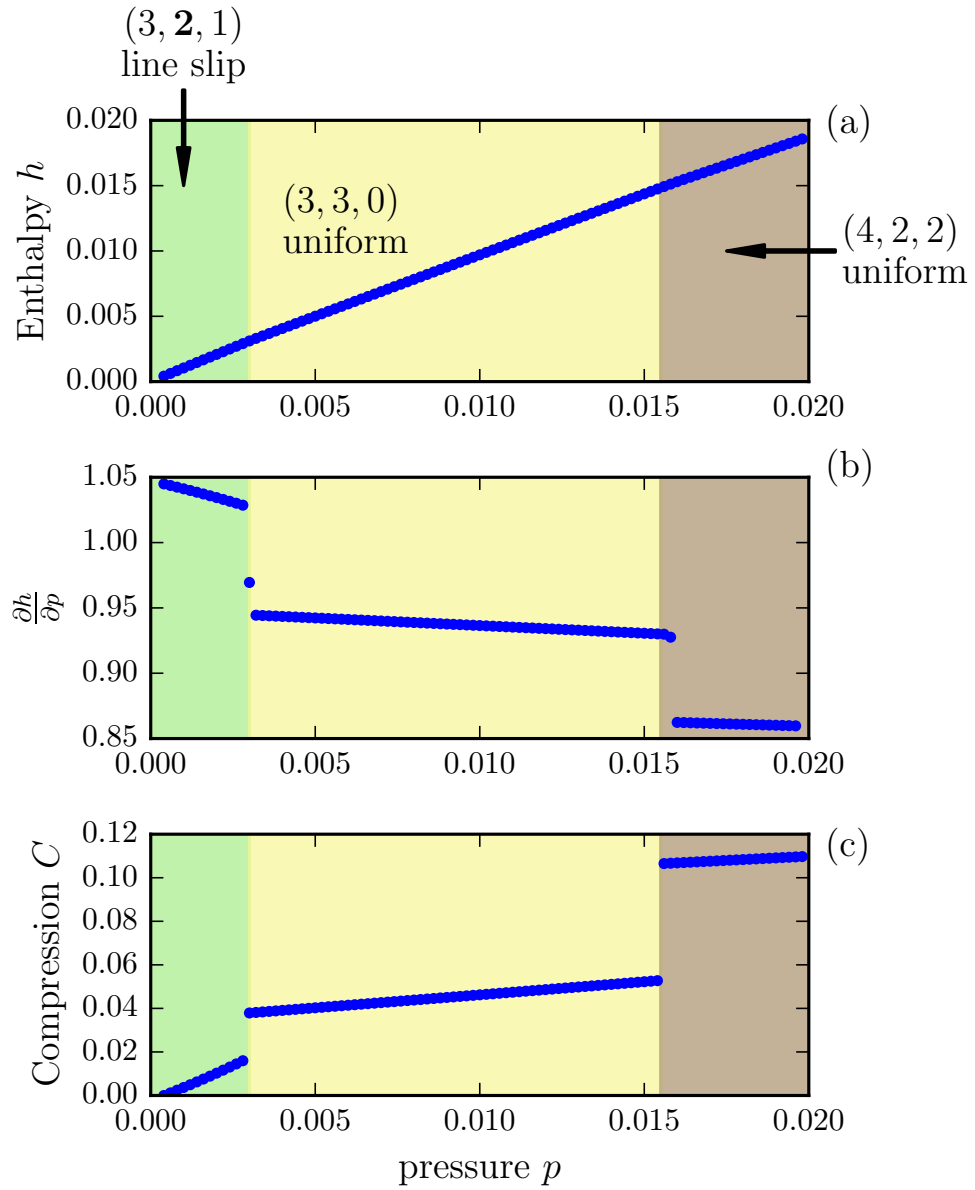 (3, 2, 1)
line slip
(a)
Enthalpy h
0.020
0.015
0.010
0.005
0.000
(3, 3, 0)
uniform
(4, 2, 2)
uniform
0.000 0.005 0.010 0.015 0.020
(b)
∂h/∂p
1.05
1.00
0.95
0.90
0.85
0.000 0.005 0.010 0.015 0.020
(c)
Compression C
0.12
0.10
0.08
0.06
0.04
0.02
0.00
0.000 0.005 0.010 0.015 0.020
pressure p